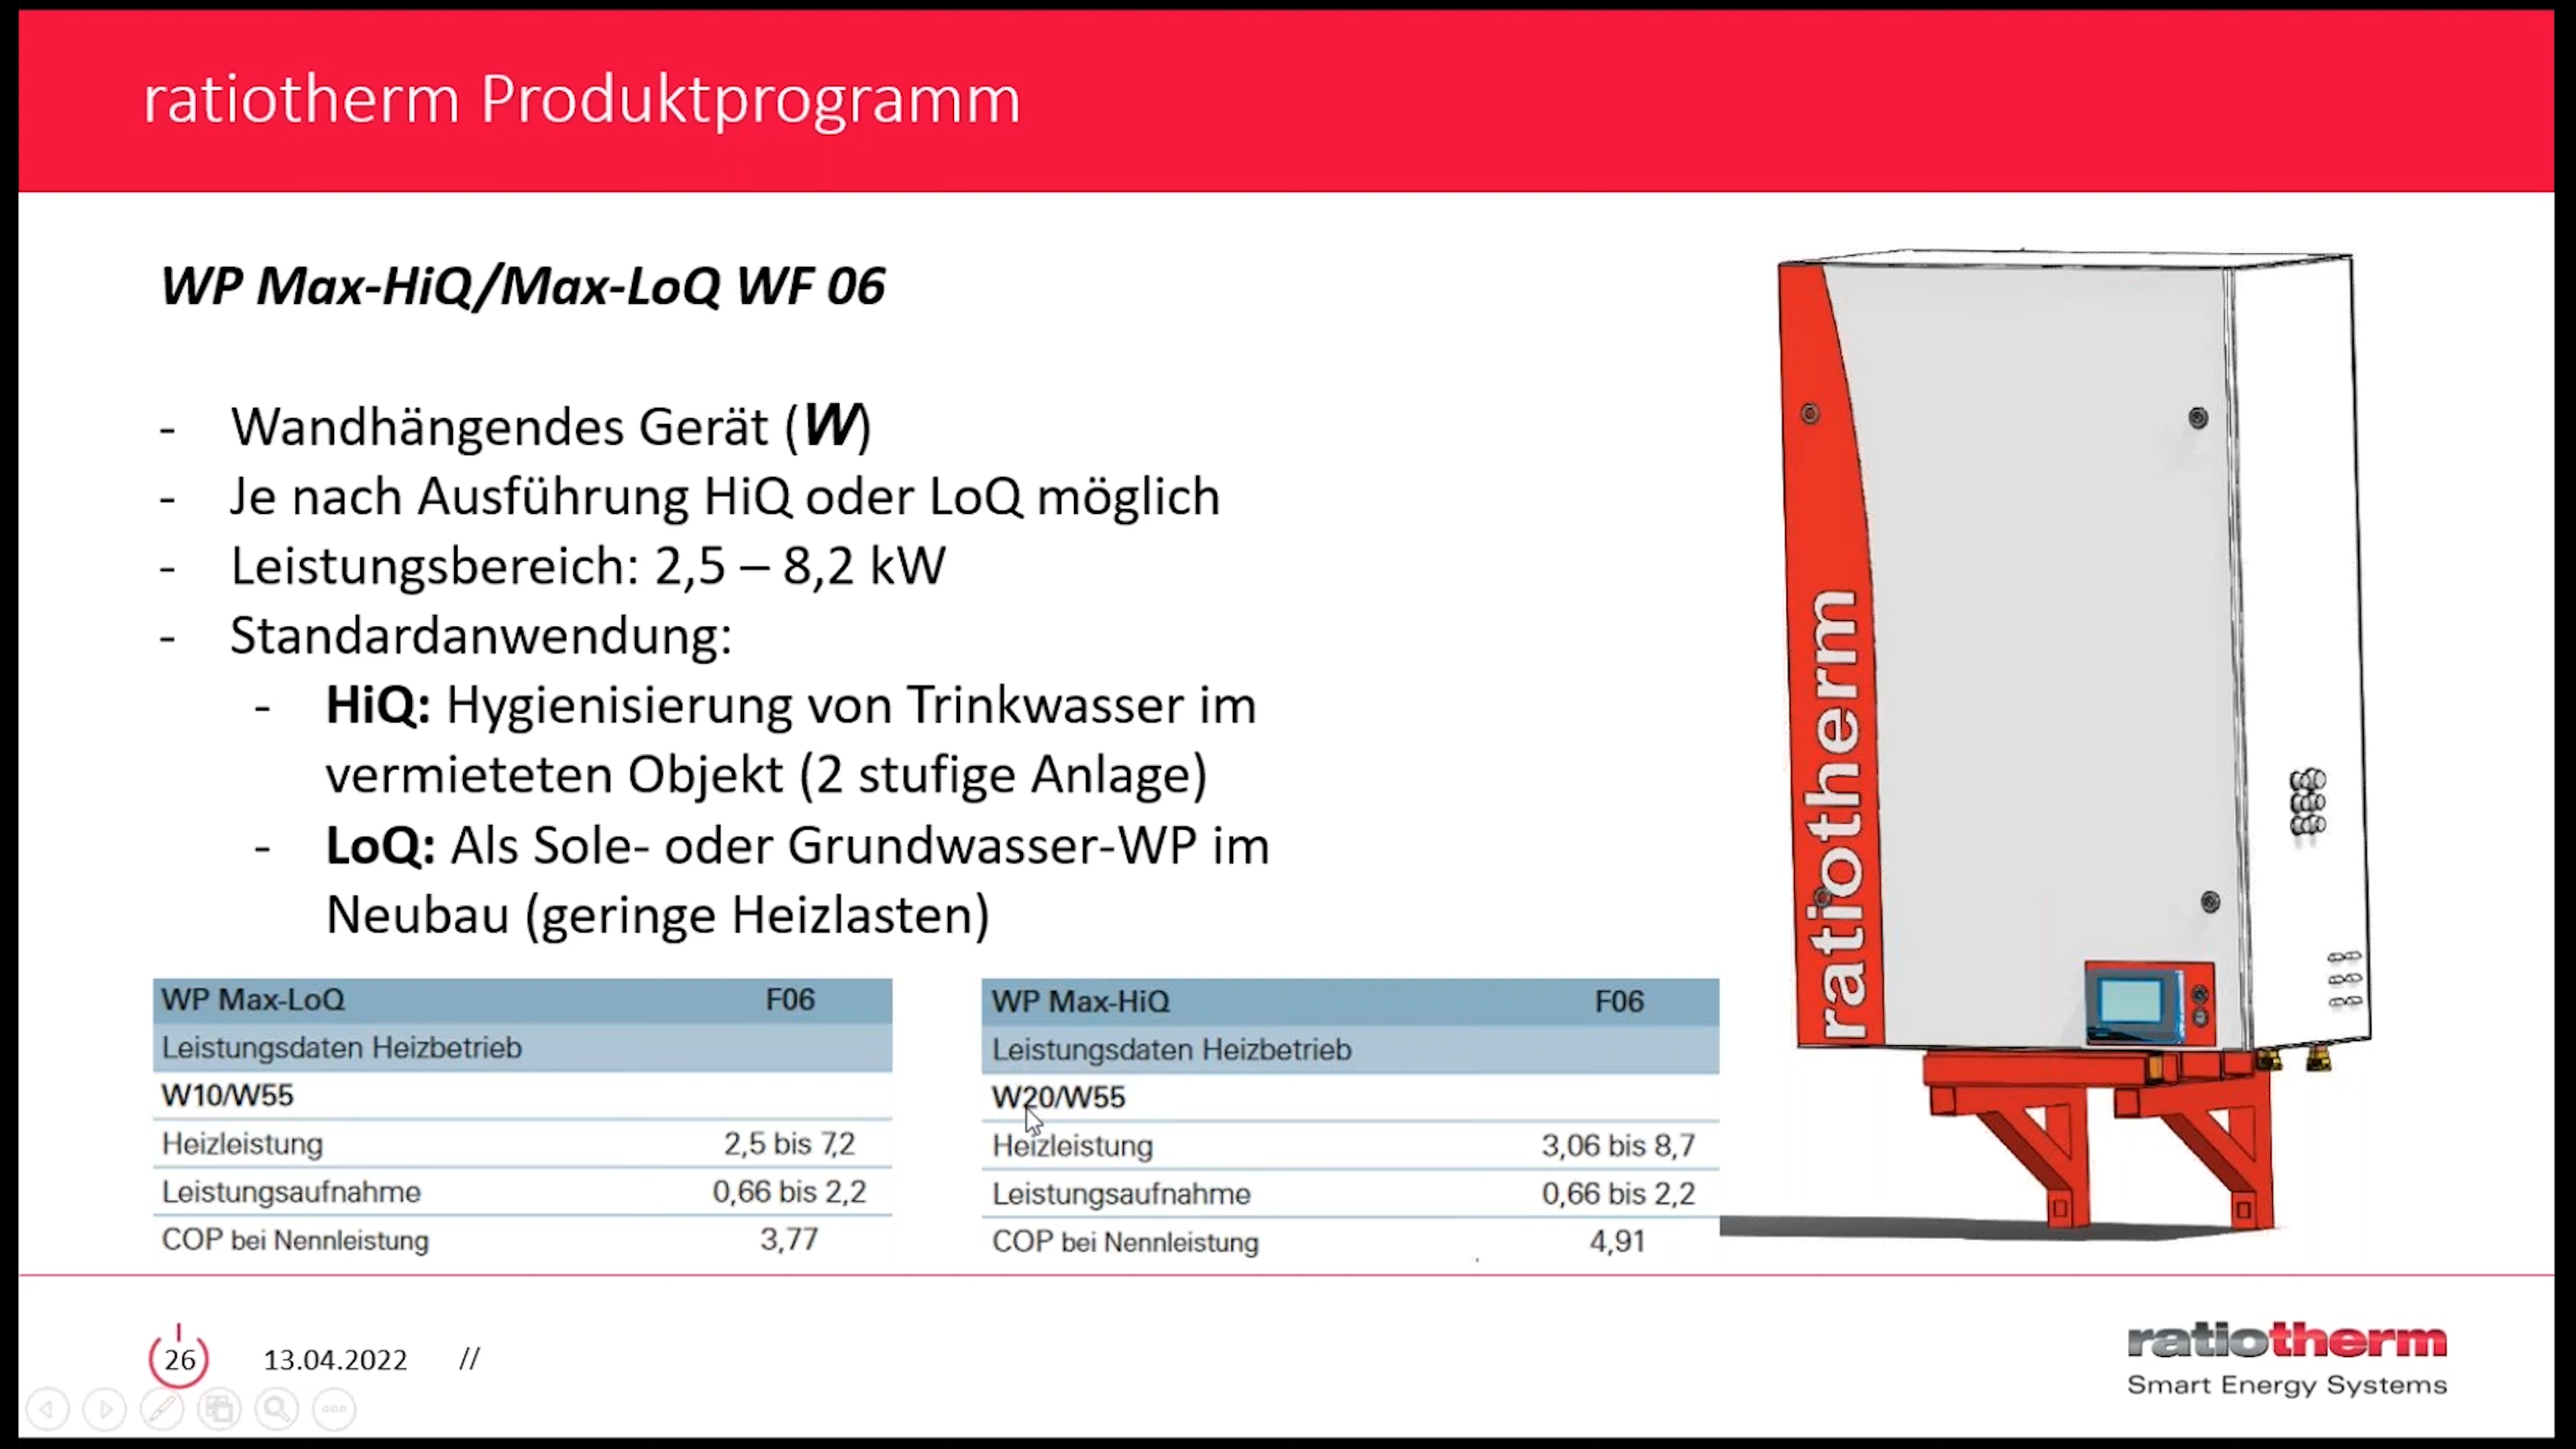 ratiotherm Produktprogramm
WP Max-HiQ/Max-LoQ WF 06
- Wandhängendes Gerät (W)
- Je nach Ausführung HiQ oder LoQ möglich
- Leistungsbereich: 2,5 – 8,2 kW
- Standardanwendung:
- HiQ: Hygienisierung von Trinkwasser im
vermieteten Objekt (2 stufige Anlage)
- LoQ: Als Sole- oder Grundwasser-WP im
Neubau (geringe Heizlasten)
WP Max-LoQ F06
Leistungsdaten Heizbetrieb
W10/W55
Heizleistung 2,5 bis 7,2
Leistungsaufnahme 0,66 bis 2,2
COP bei Nennleistung 3,77
WP Max-HiQ F06
Leistungsdaten Heizbetrieb
W20/W55
Heizleistung 3,06 bis 8,7
Leistungsaufnahme 0,66 bis 2,2
COP bei Nennleistung 4,91
ratiotherm
26 13.04.2022 //
ratiotherm
Smart Energy Systems